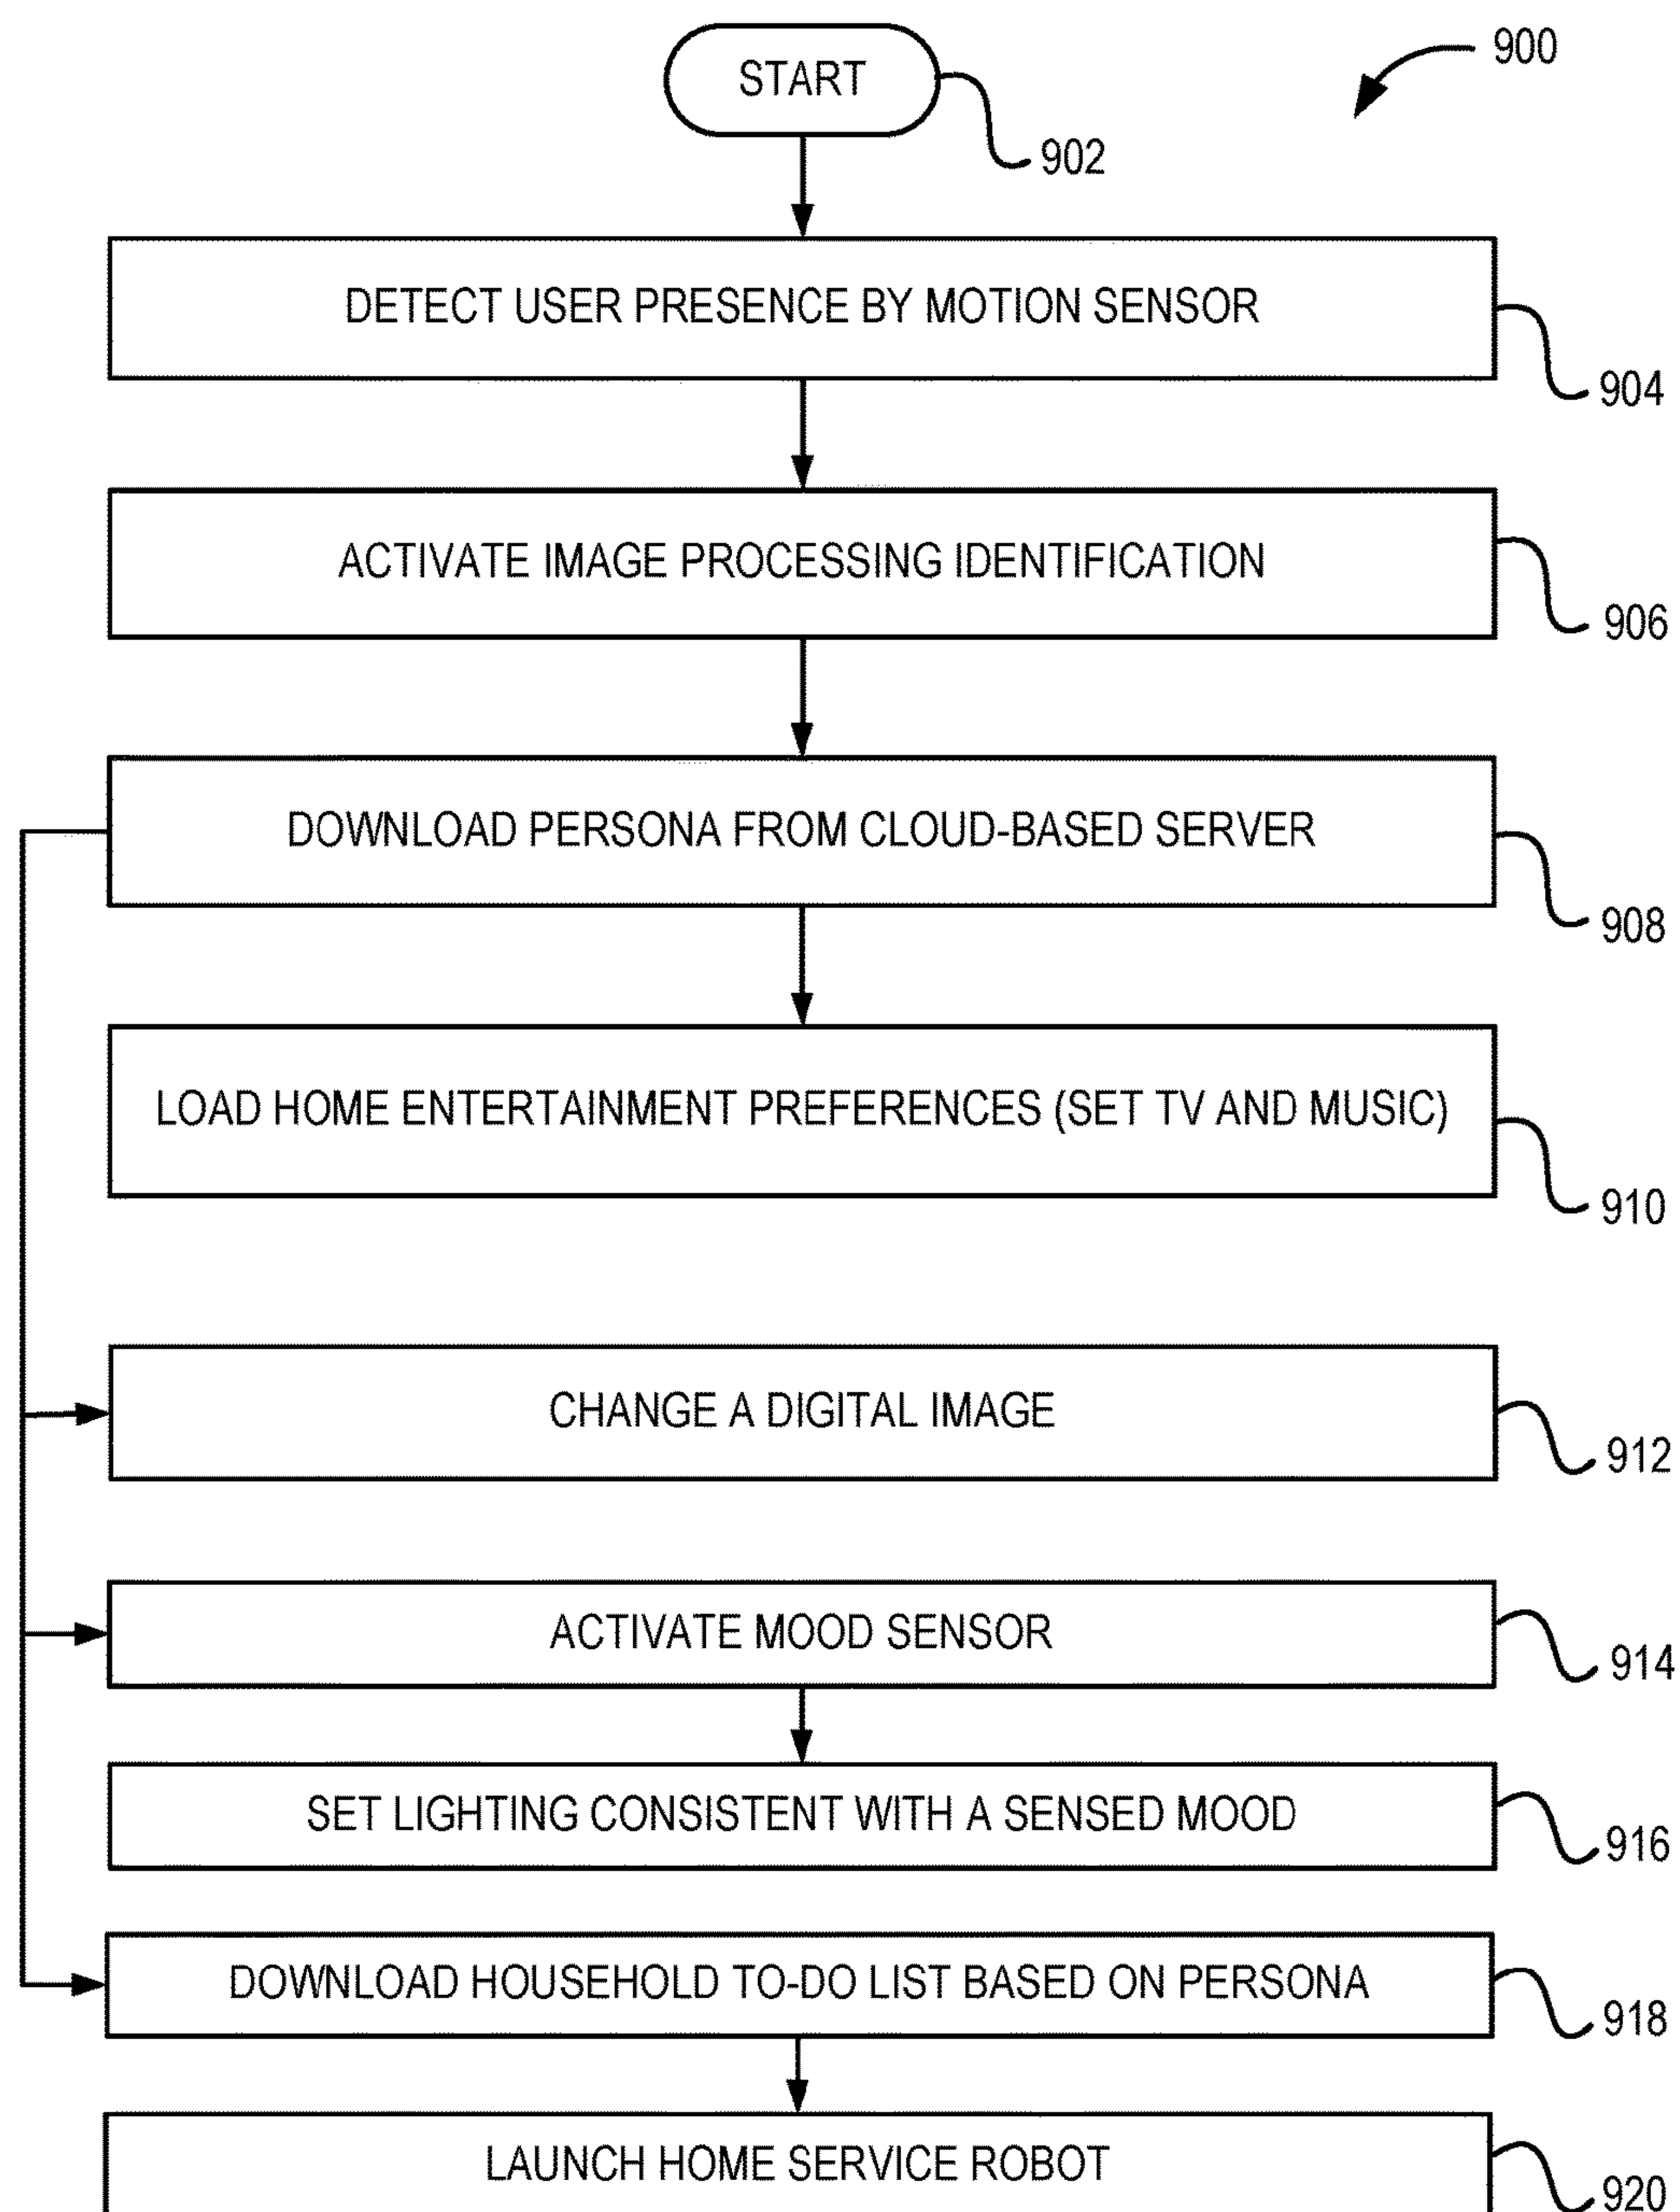 900
START
902
DETECT USER PRESENCE BY MOTION SENSOR
904
ACTIVATE IMAGE PROCESSING IDENTIFICATION
906
DOWNLOAD PERSONA FROM CLOUD-BASED SERVER
908
LOAD HOME ENTERTAINMENT PREFERENCES (SET TV AND MUSIC)
910
CHANGE A DIGITAL IMAGE
912
ACTIVATE MOOD SENSOR
914
SET LIGHTING CONSISTENT WITH A SENSED MOOD
916
DOWNLOAD HOUSEHOLD TO-DO LIST BASED ON PERSONA
918
LAUNCH HOME SERVICE ROBOT
920